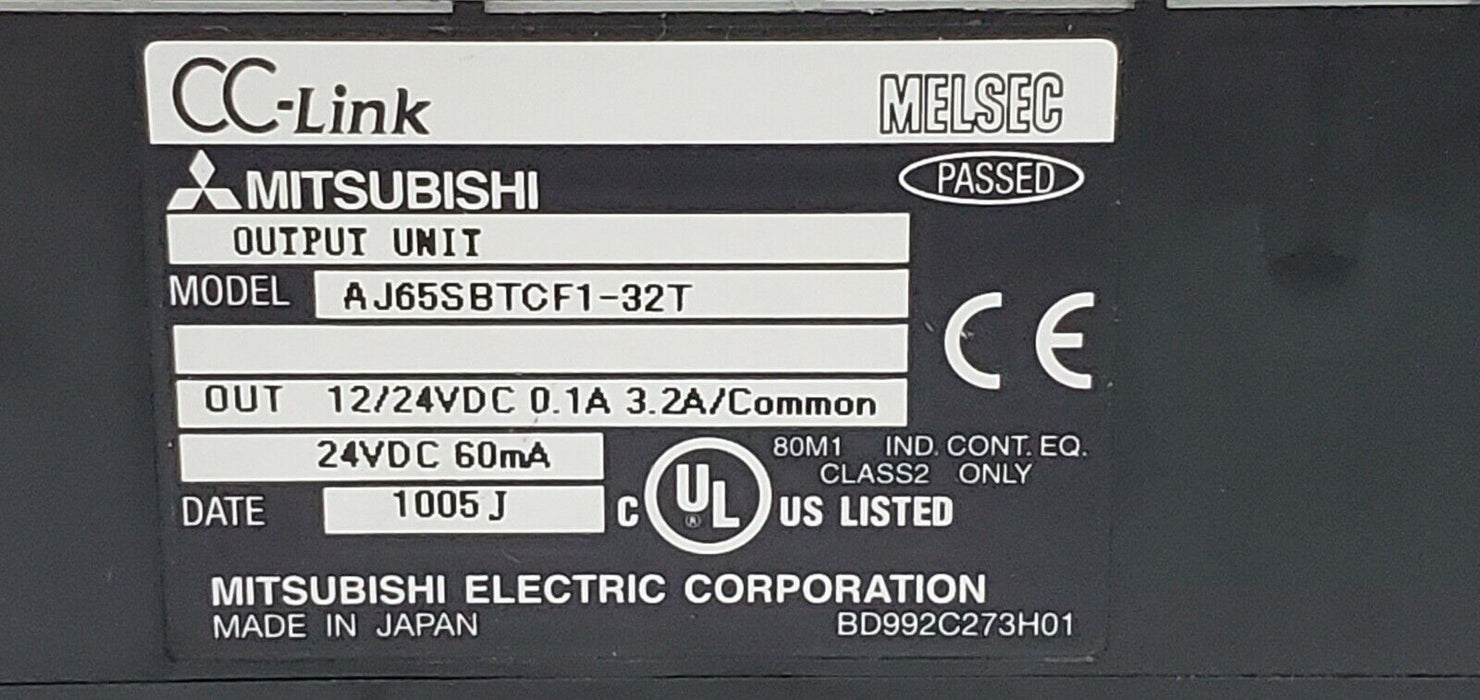 CC-Link MELSEC
MITSUBISHI PASSED
OUTPUT UNIT
MODEL AJ65SBTCF1-32T
CE
OUT 12/24VDC 0.1A 3.2A/Common
24VDC 60mA
80M1 IND. CONT. EQ.
CLASS2 ONLY
DATE 1005 J
C UL ® US LISTED
MITSUBISHI ELECTRIC CORPORATION
MADE IN JAPAN BD992C273H01